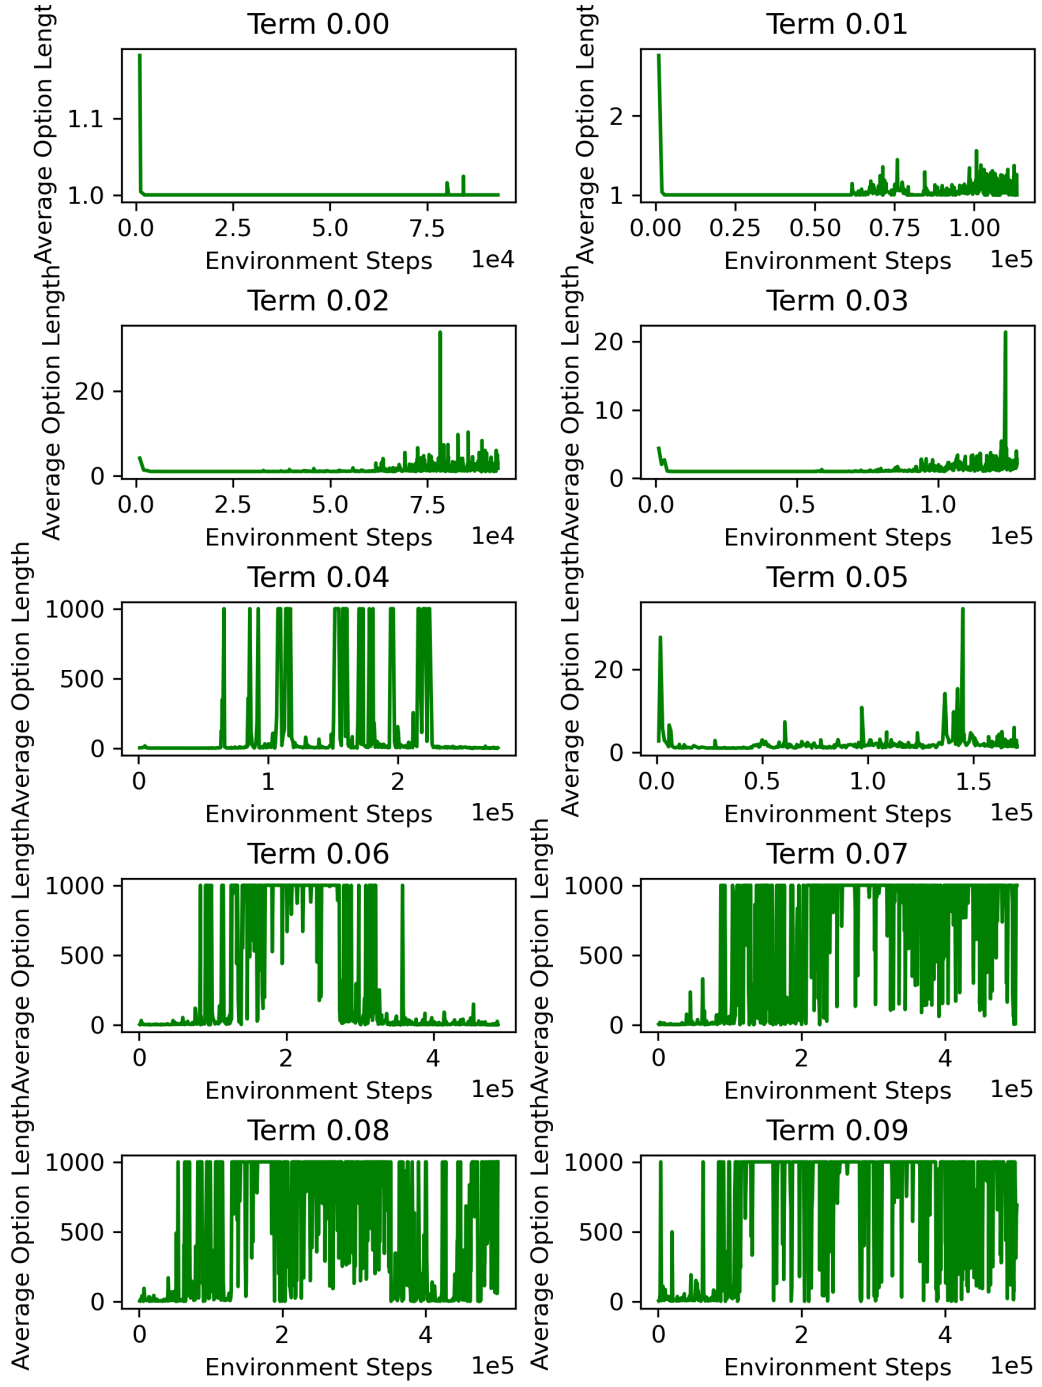 Term 0.00
Average Option Lengt
1.1
1.0
0.0 2.5 5.0 7.5
Environment Steps 1e4
Term 0.01
Average Option Lengt
2
1
0.00 0.25 0.50 0.75 1.00
Environment Steps 1e5
Term 0.02
Average Option Length
20
0
0.0 2.5 5.0 7.5
Environment Steps 1e4
Term 0.03
Average Option Length
20
10
0
0.0 0.5 1.0
Environment Steps 1e5
Term 0.04
Average Option Length
1000
500
0
0 1 2
Environment Steps 1e5
Term 0.05
Average Option Length
20
0
0.0 0.5 1.0 1.5
Environment Steps 1e5
Term 0.06
Average Option Length
1000
500
0
0 2 4
Environment Steps 1e5
Term 0.07
Average Option Length
1000
500
0
0 2 4
Environment Steps 1e5
Term 0.08
Average Option Length
1000
500
0
0 2 4
Environment Steps 1e5
Term 0.09
Average Option Length
1000
500
0
0 2 4
Environment Steps 1e5